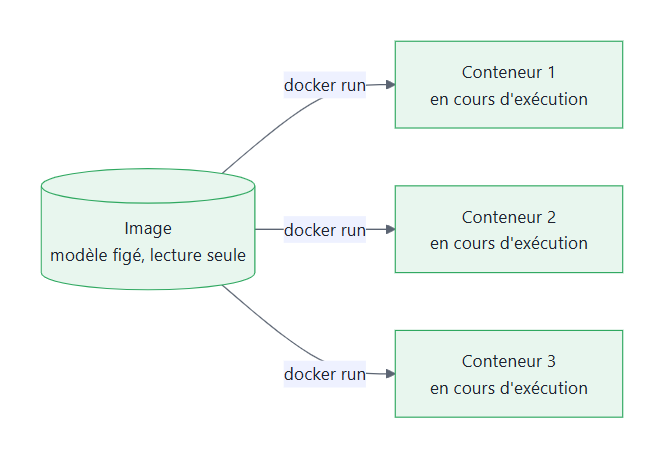 docker run
Conteneur 1
en cours d'exécution
Image
modèle figé, lecture seule
docker run
Conteneur 2
en cours d'exécution
docker run
Conteneur 3
en cours d'exécution